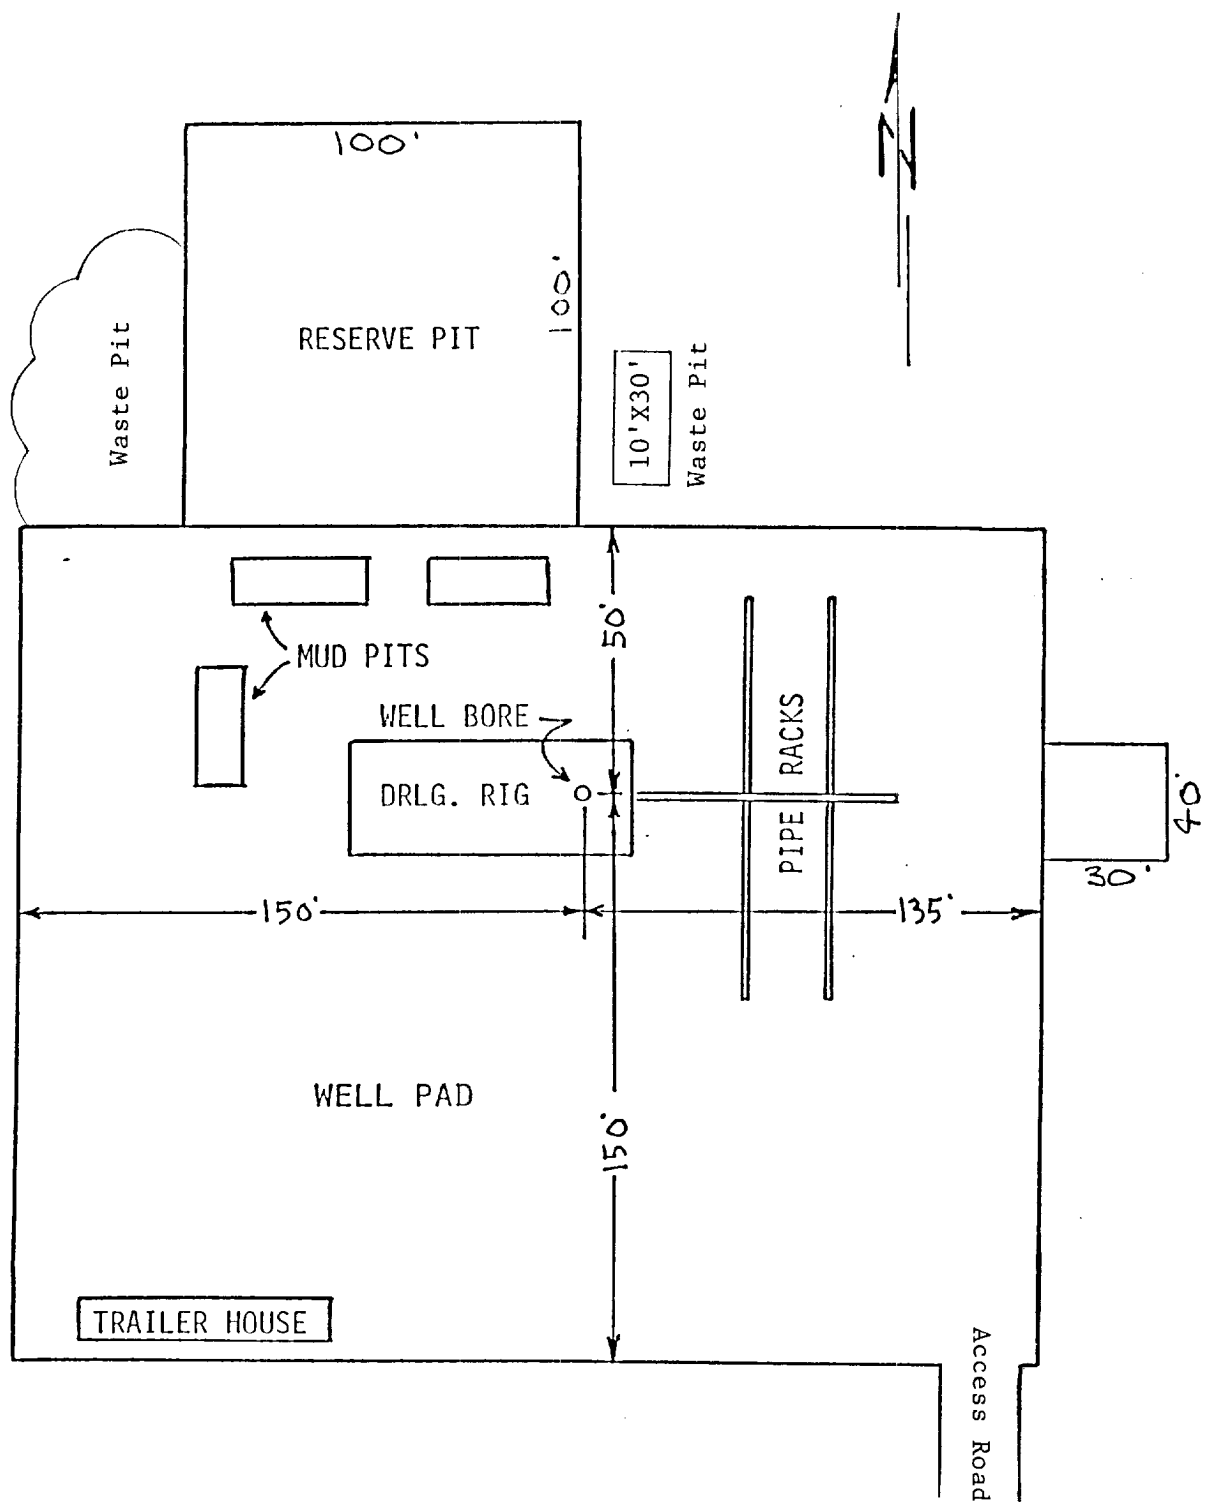 100'
N
100'
RESERVE PIT
Waste Pit
10'X30'
Waste Pit
50'
MUD PITS
WELL BORE
DRLG. RIG
PIPE RACKS
40'
30'
150'
135'
WELL PAD
150'
TRAILER HOUSE
Access Road